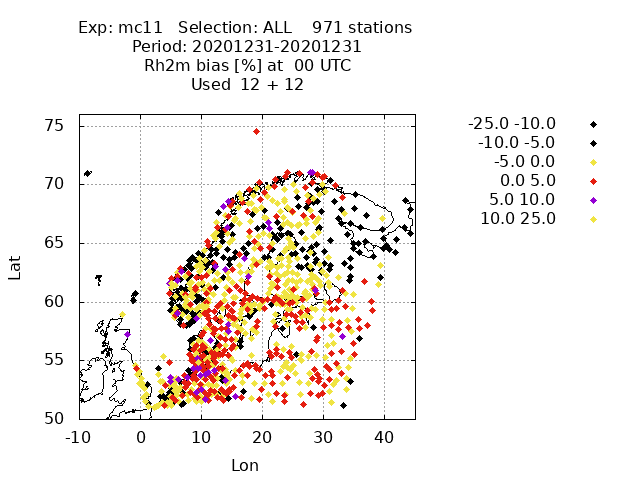 Exp: mc11 Selection: ALL 971 stations
Period: 20201231-20201231
Rh2m bias [%] at 00 UTC
Used 12 + 12
-25.0 -10.0
-10.0 -5.0
-5.0 0.0
0.0 5.0
5.0 10.0
10.0 25.0
75
70
65
60
55
50
Lat
-10 0 10 20 30 40
Lon